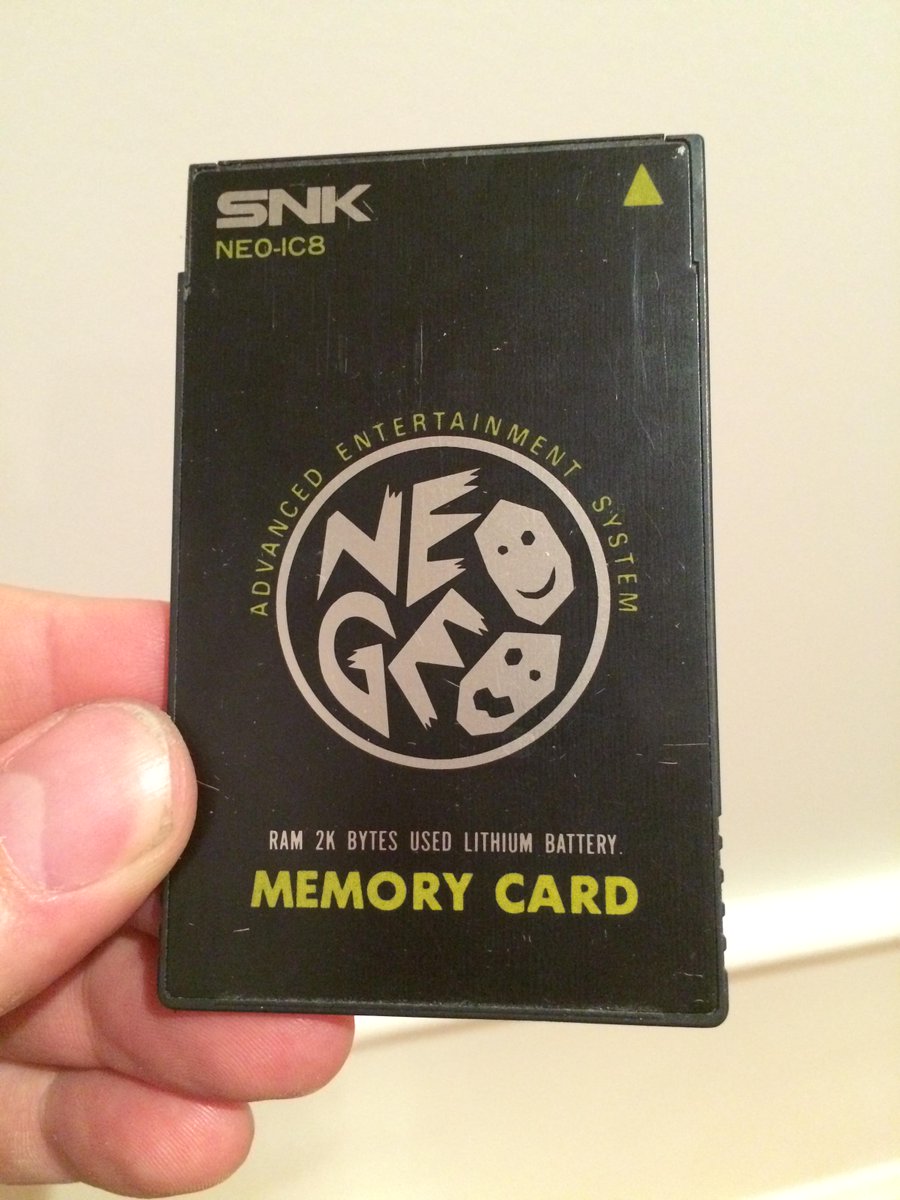 SNK
NEO-IC8
ADVANCED ENTERTAINMENT SYSTEM
NEO
GEO
RAM 2K BYTES USED LITHIUM BATTERY.
MEMORY CARD